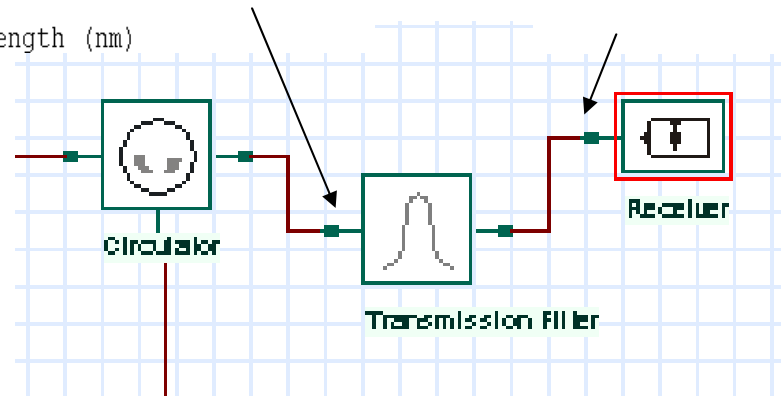 ength (nm)
Receiver
Circulator
Transmission Filter